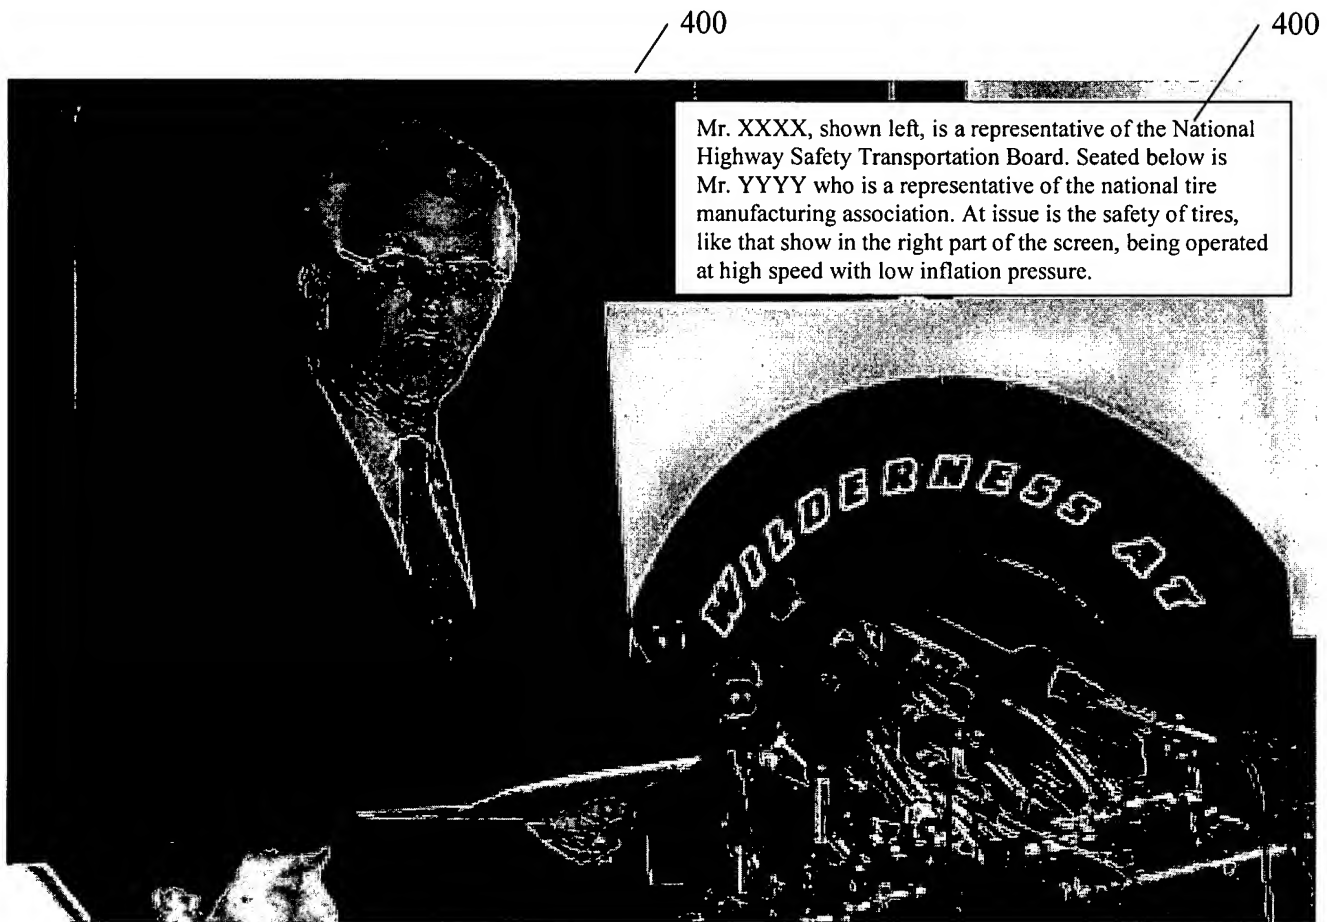 400
400
Mr. XXXX, shown left, is a representative of the National
Highway Safety Transportation Board. Seated below is
Mr. YYYY who is a representative of the national tire
manufacturing association. At issue is the safety of tires,
like that show in the right part of the screen, being operated
at high speed with low inflation pressure.
WILDERNESS AT